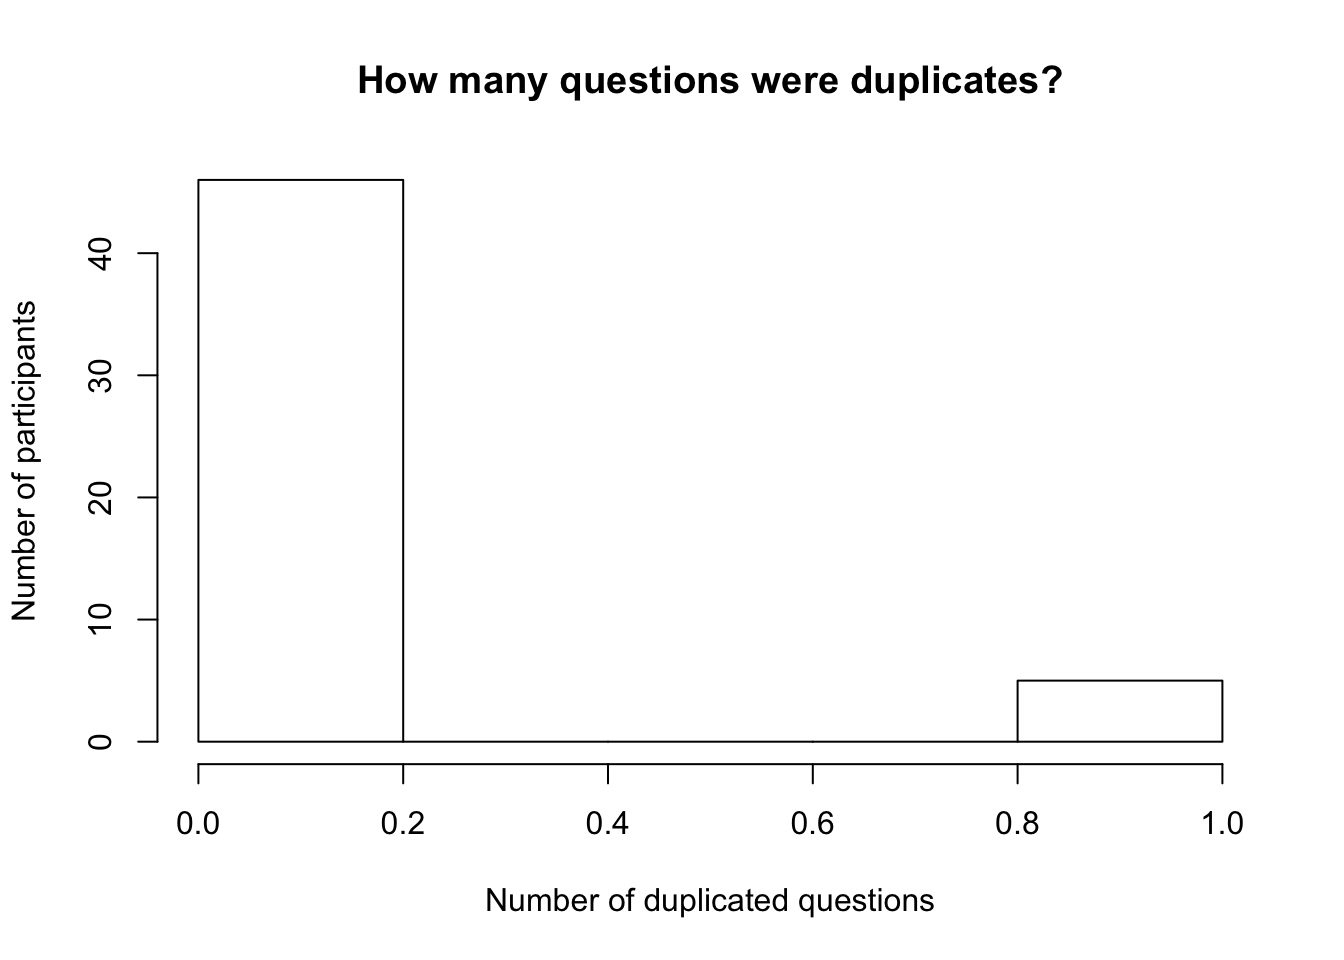 How many questions were duplicates?
Number of participants
40
30
20
10
0
0.0 0.2 0.4 0.6 0.8 1.0
Number of duplicated questions